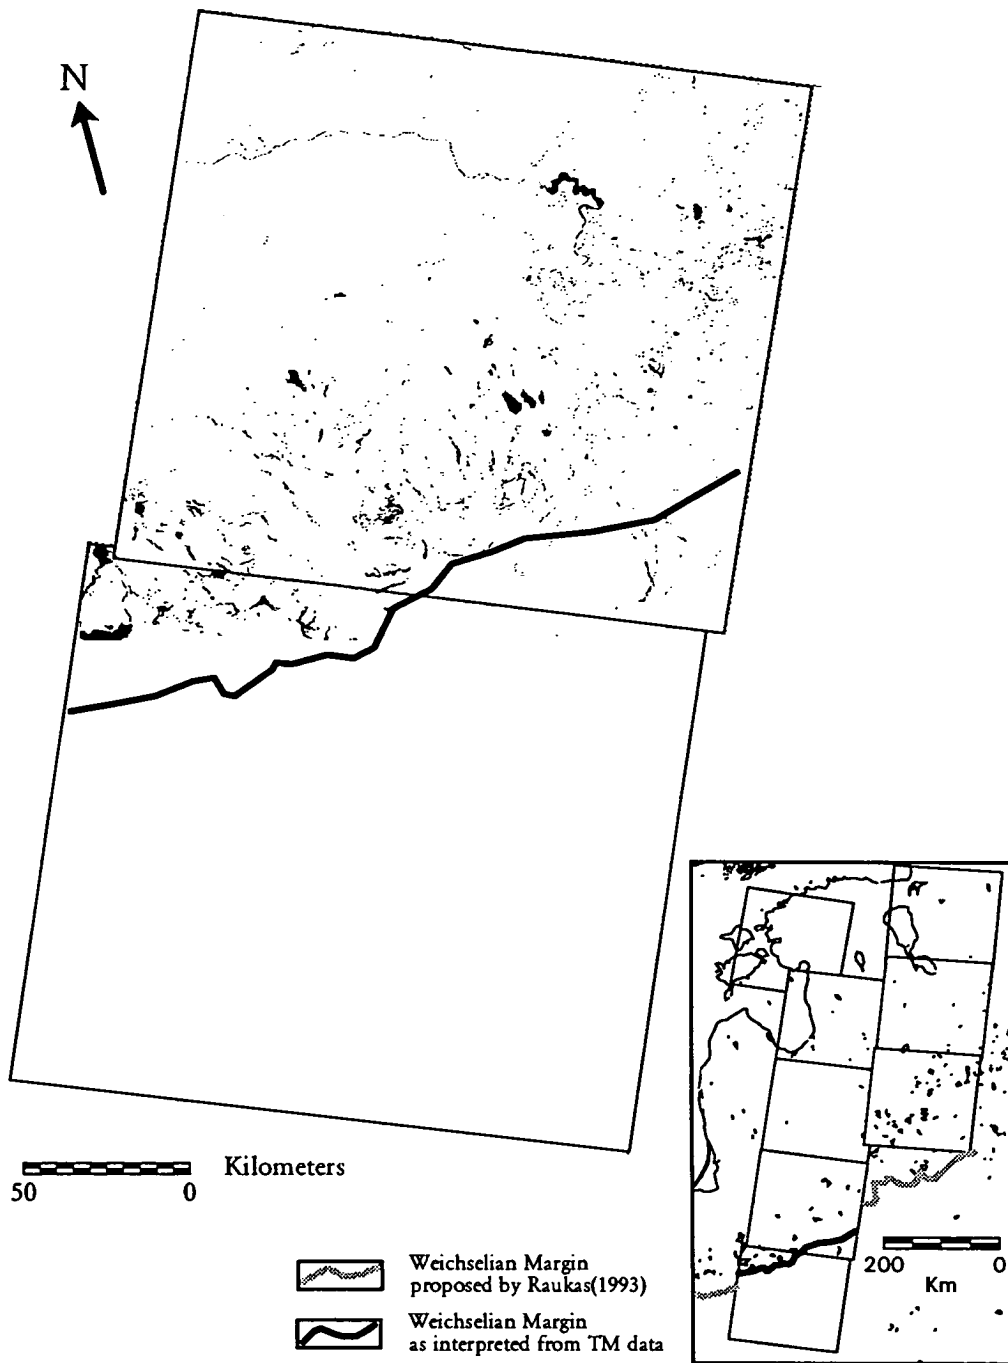 N
Kilometers
50 0
200 0
Km
Weichselian Margin
proposed by Raukas(1993)
Weichselian Margin
as interpreted from TM data